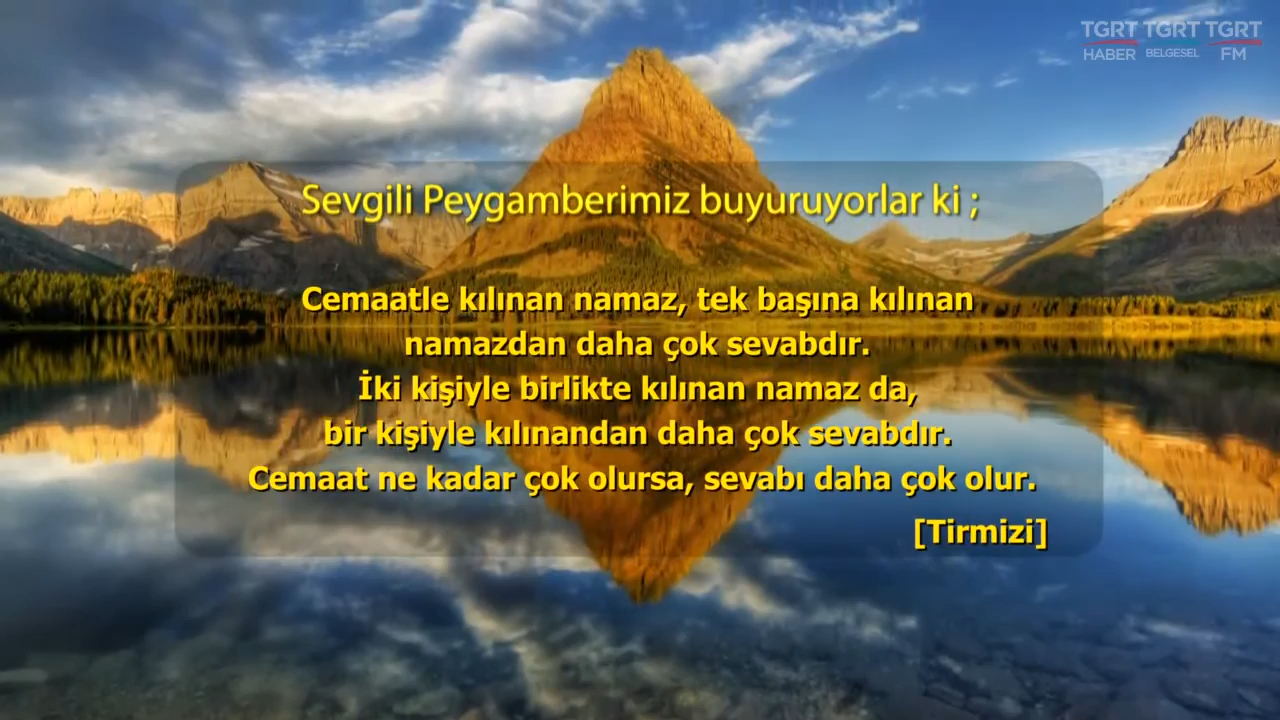 TGRT TGRT TGRT
HABER BELGESEL FM
Sevgili Peygamberimiz buyuruyorlar ki ;
Cemaatle kılınan namaz, tek başına kılınan
namazdan daha çok sevabdır.
İki kişiyle birlikte kılınan namaz da,
bir kişiyle kılınandan daha çok sevabdır.
Cemaat ne kadar çok olursa, sevabı daha çok olur.
[Tirmizi]